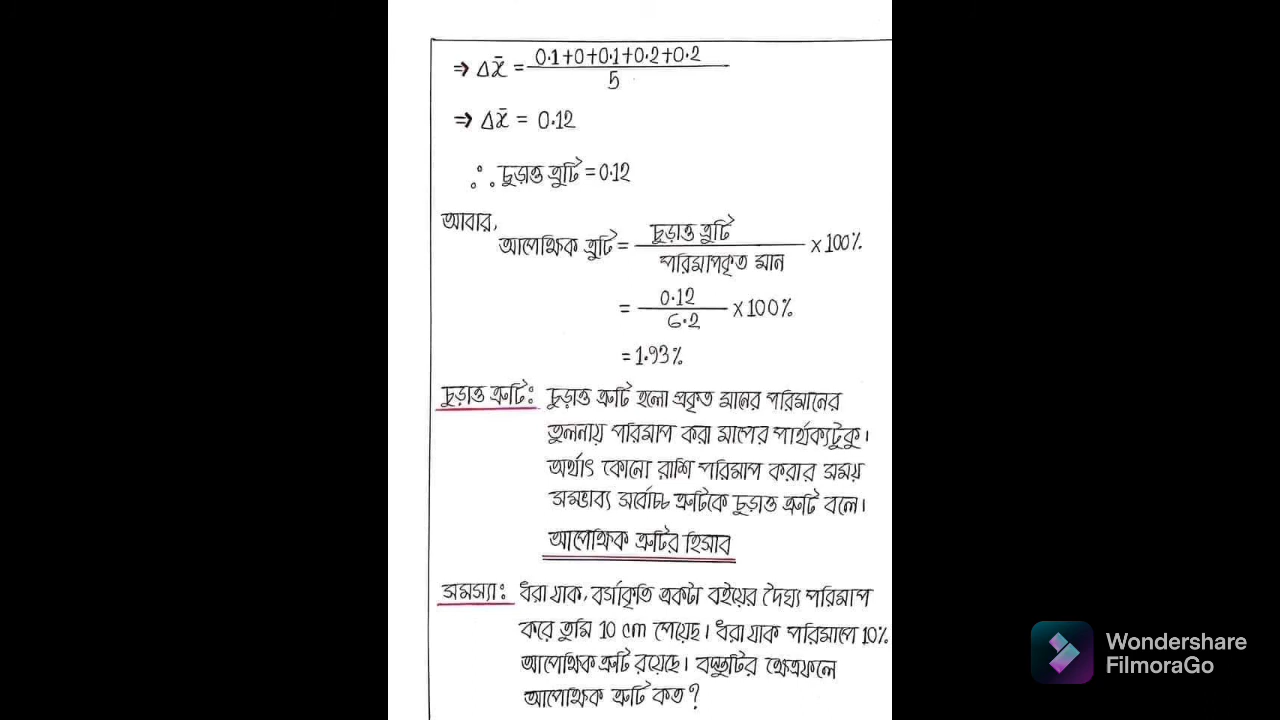 ⇒ Δx̄ = 0.1+0+0.1+0.2+0.2 / 5
⇒ Δx̄ = 0.12
∴ চূড়ান্ত ত্রুটি = 0.12
আবার,
আপেক্ষিক ত্রুটি = চূড়ান্ত ত্রুটি / পরিমাপকৃত মান × 100%
= 0.12 / 6.2 × 100%
= 1.93%
চূড়ান্ত ত্রুটি: চূড়ান্ত ত্রুটি হলো প্রকৃত মানের পরিমানের
তুলনায় পরিমাপ করা মাপের পার্থক্যটুকু।
অর্থাৎ কোনো রাশি পরিমাপ করার সময়
সম্ভাব্য সর্বোচ্চ ত্রুটিকে চূড়ান্ত ত্রুটি বলে।
আপেক্ষিক ত্রুটির হিসাব
সমস্যা: ধরা যাক, বর্গাকৃতি একটা বইয়ের দৈর্ঘ্য পরিমাপ
করে তুমি 10 cm পেয়েছ। ধরা যাক পরিমাপে 10%
আপেক্ষিক ত্রুটি রয়েছে। বস্তুটির ক্ষেত্রফলে
আপেক্ষিক ত্রুটি কত?
Wondershare
FilmoraGo